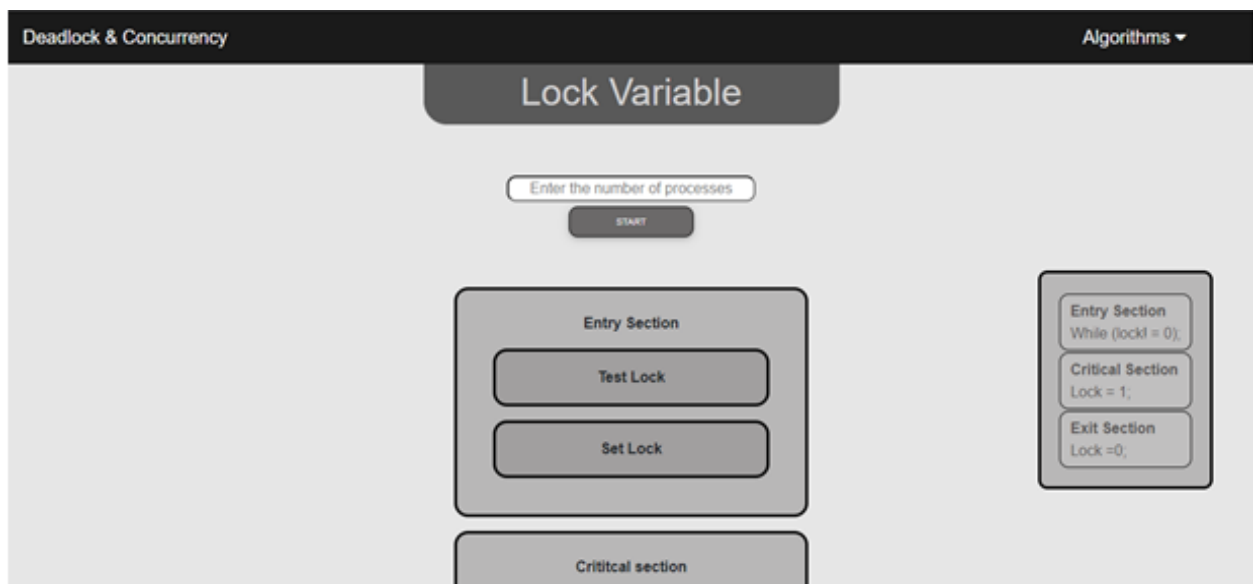 Deadlock & Concurrency
Algorithms
Lock Variable
Enter the number of processes
START
Entry Section
Test Lock
Set Lock
Crititcal section
Entry Section
While (lock! = 0);
Critical Section
Lock = 1;
Exit Section
Lock =0;